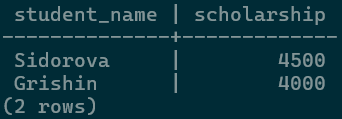 student_name | scholarship
--------------+-------------
Sidorova | 4500
Grishin | 4000
(2 rows)